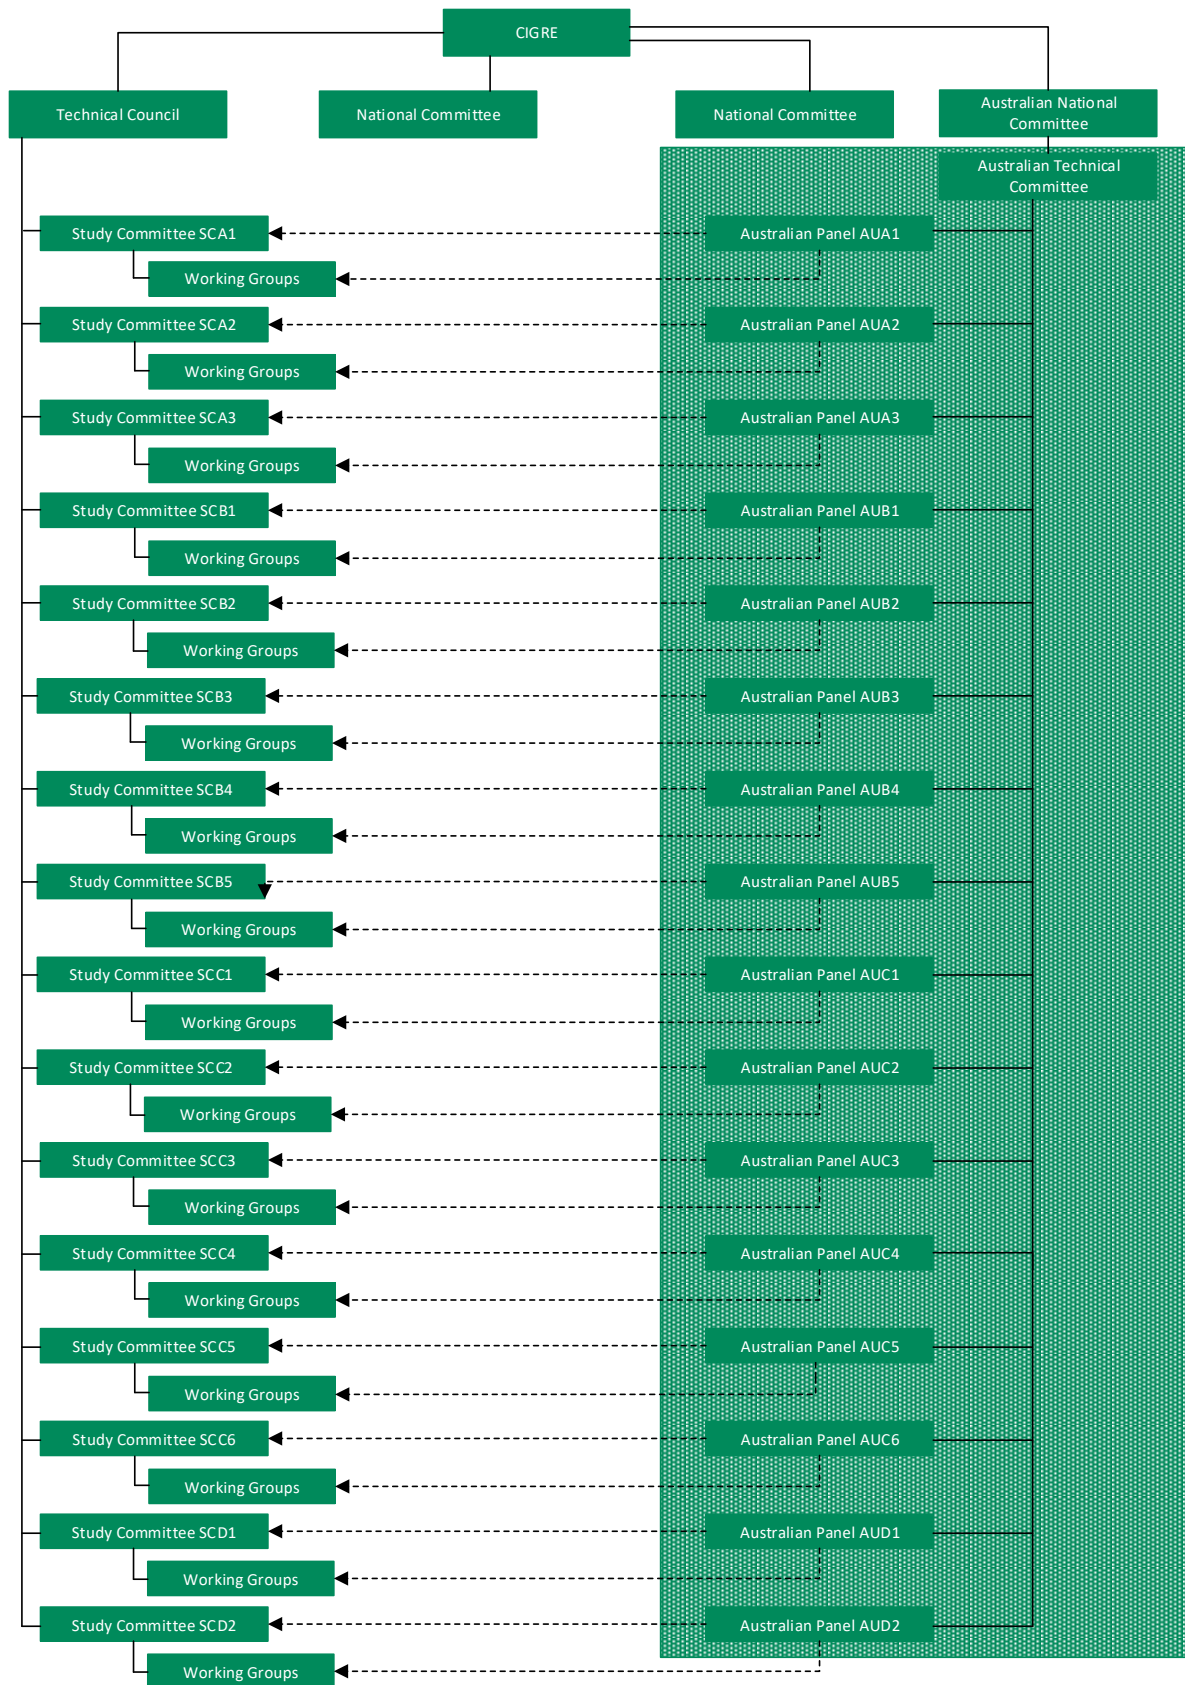 CIGRE
Technical Council
National Committee
National Committee
Australian National
Committee
Australian Technical
Committee
Study Committee SCA1
Australian Panel AUA1
Working Groups
Study Committee SCA2
Australian Panel AUA2
Working Groups
Study Committee SCA3
Australian Panel AUA3
Working Groups
Study Committee SCB1
Australian Panel AUB1
Working Groups
Study Committee SCB2
Australian Panel AUB2
Working Groups
Study Committee SCB3
Australian Panel AUB3
Working Groups
Study Committee SCB4
Australian Panel AUB4
Working Groups
Study Committee SCB5
Australian Panel AUB5
Working Groups
Study Committee SCC1
Australian Panel AUC1
Working Groups
Study Committee SCC2
Australian Panel AUC2
Working Groups
Study Committee SCC3
Australian Panel AUC3
Working Groups
Study Committee SCC4
Australian Panel AUC4
Working Groups
Study Committee SCC5
Australian Panel AUC5
Working Groups
Study Committee SCC6
Australian Panel AUC6
Working Groups
Study Committee SCD1
Australian Panel AUD1
Working Groups
Study Committee SCD2
Australian Panel AUD2
Working Groups